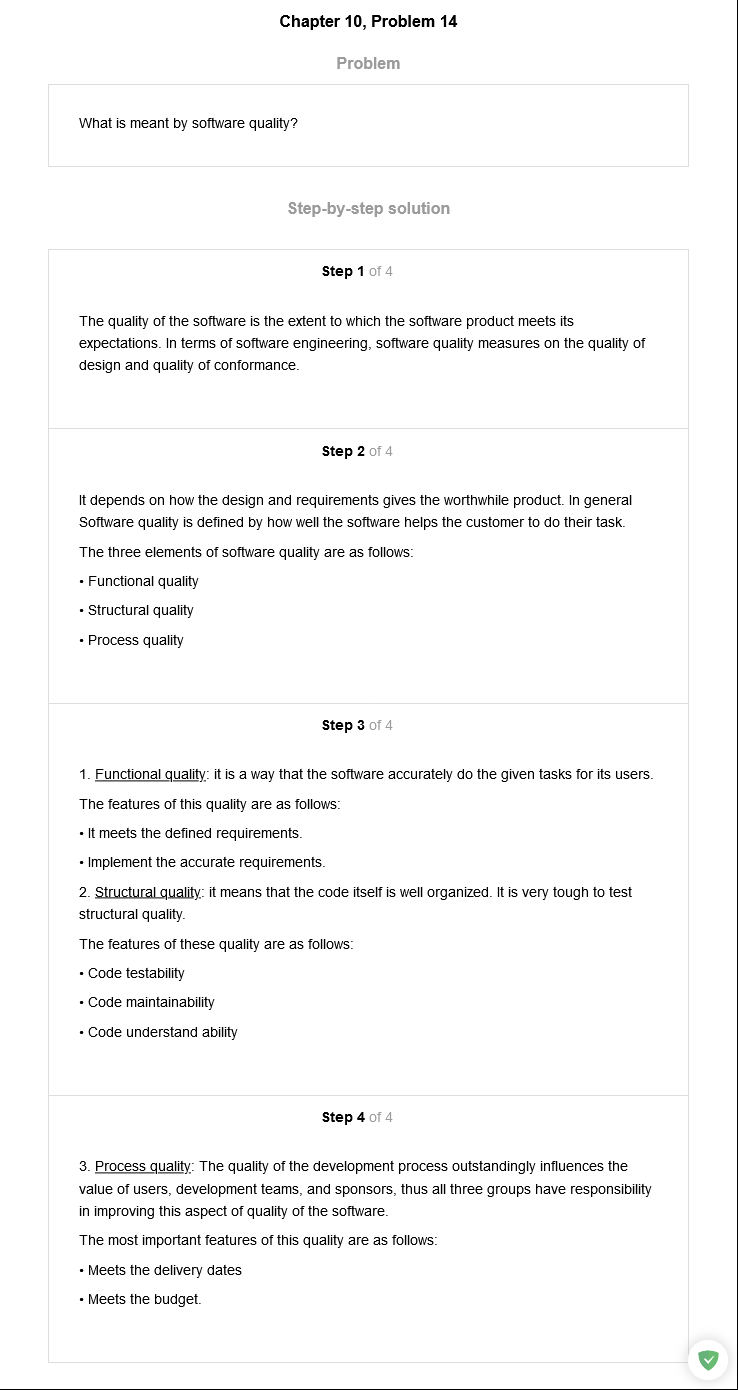 Chapter 10, Problem 14
Problem
What is meant by software quality?
Step-by-step solution
Step 1 of 4
The quality of the software is the extent to which the software product meets its
expectations. In terms of software engineering, software quality measures on the quality of
design and quality of conformance.
Step 2 of 4
It depends on how the design and requirements gives the worthwhile product. In general
Software quality is defined by how well the software helps the customer to do their task.
The three elements of software quality are as follows:
• Functional quality
• Structural quality
• Process quality
Step 3 of 4
1. Functional quality: it is a way that the software accurately do the given tasks for its users.
The features of this quality are as follows:
• It meets the defined requirements.
• Implement the accurate requirements.
2. Structural quality: it means that the code itself is well organized. It is very tough to test
structural quality.
The features of these quality are as follows:
• Code testability
• Code maintainability
• Code understand ability
Step 4 of 4
3. Process quality: The quality of the development process outstandingly influences the
value of users, development teams, and sponsors, thus all three groups have responsibility
in improving this aspect of quality of the software.
The most important features of this quality are as follows:
• Meets the delivery dates
• Meets the budget.